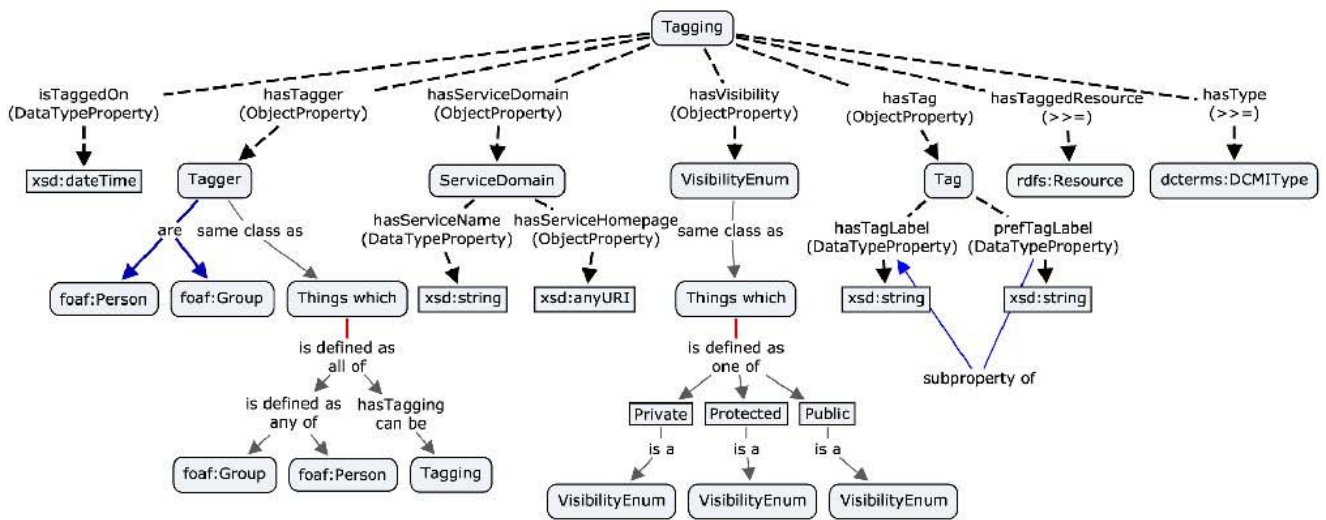 Tagging
isTaggedOn
(DataTypeProperty)
hasTagger
(ObjectProperty)
hasServiceDomain
(ObjectProperty)
hasVisibility
(ObjectProperty)
hasTag
(ObjectProperty)
hasTaggedResource
(>>=)
hasType
(>>=)
xsd:dateTime
Tagger
ServiceDomain
VisibilityEnum
Tag
rdfs:Resource
dcterms:DCMIType
are
same class as
hasServiceName
(DataTypeProperty)
hasServiceHomepage
(ObjectProperty)
same class as
hasTagLabel
(DataTypeProperty)
prefTagLabel
(DataTypeProperty)
foaf:Person
foaf:Group
Things which
xsd:string
xsd:anyURI
Things which
xsd:string
xsd:string
is defined as
all of
is defined as
one of
subproperty of
is defined as
any of
hasTagging
can be
Private
Protected
Public
is a
is a
is a
foaf:Group
foaf:Person
Tagging
VisibilityEnum
VisibilityEnum
VisibilityEnum